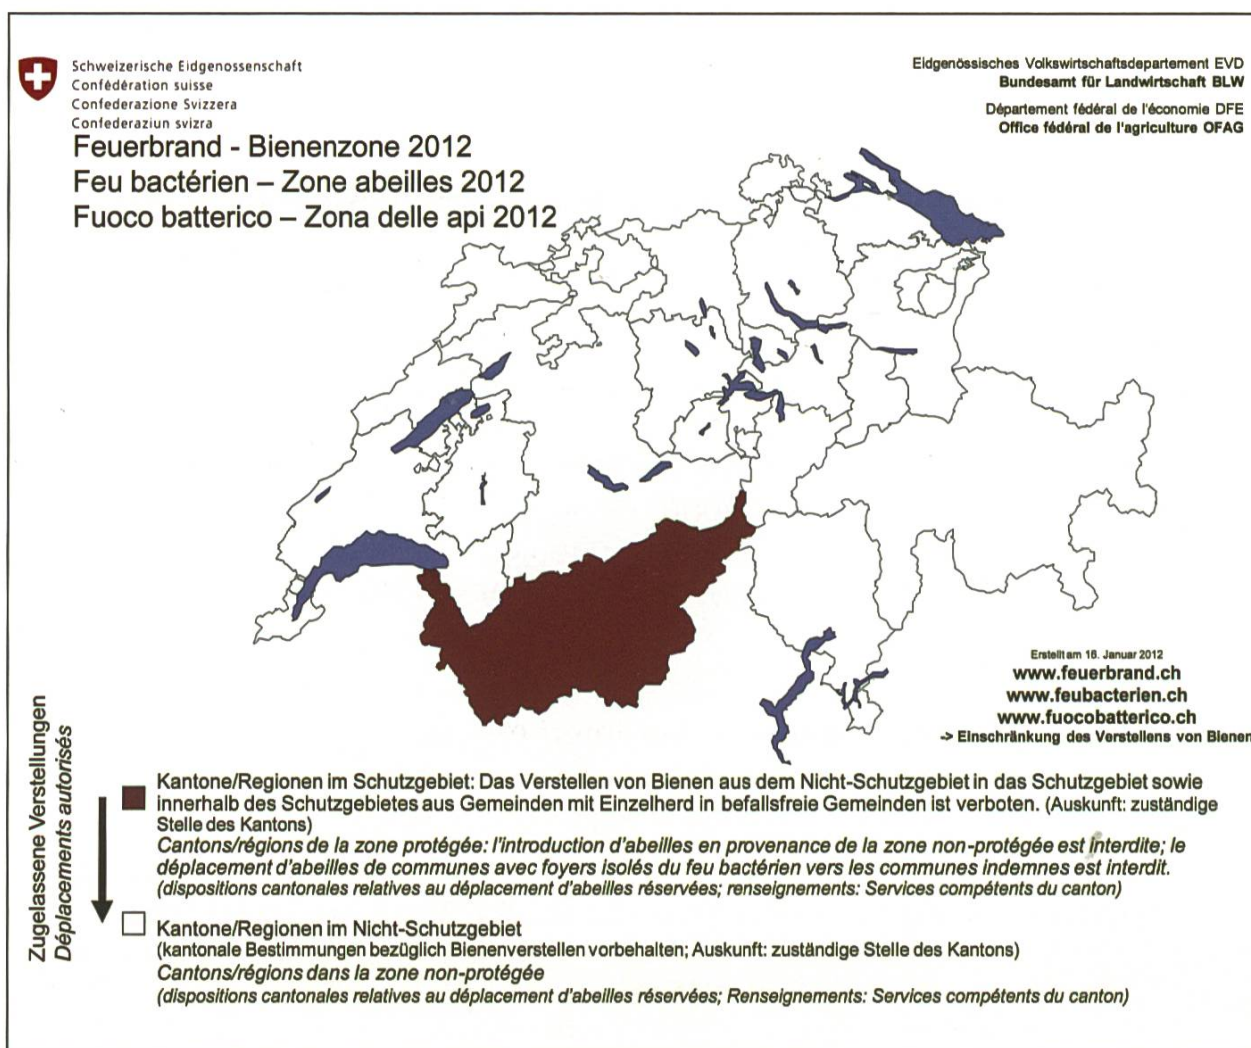 Schweizerische Eidgenossenschaft
Confédération suisse
Confederazione Svizzera
Confederaziun svizra
Eidgenössisches Volkswirtschaftsdepartement EVD
Bundesamt für Landwirtschaft BLW
Département fédéral de l'économie DFE
Office fédéral de l'agriculture OFAG
Feuerbrand - Bienenzone 2012
Feu bactérien – Zone abeilles 2012
Fuoco batterico – Zona delle api 2012
Erstellt am 16. Januar 2012
www.feuerbrand.ch
www.feubacterien.ch
www.fuocobatterico.ch
-> Einschränkung des Verstellens von Bienen
Zugelassene Verstellungen
Déplacements autorisés
Kantone/Regionen im Schutzgebiet: Das Verstellen von Bienen aus dem Nicht-Schutzgebiet in das Schutzgebiet sowie
innerhalb des Schutzgebietes aus Gemeinden mit Einzelherd in befallsfreie Gemeinden ist verboten. (Auskunft: zuständige
Stelle des Kantons)
Cantons/régions de la zone protégée: l'introduction d'abeilles en provenance de la zone non-protégée est interdite; le
déplacement d'abeilles de communes avec foyers isolés du feu bactérien vers les communes indemnes est interdit.
(dispositions cantonales relatives au déplacement d'abeilles réservées; renseignements: Services compétents du canton)
Kantone/Regionen im Nicht-Schutzgebiet
(kantonale Bestimmungen bezüglich Bienenverstellen vorbehalten; Auskunft: zuständige Stelle des Kantons)
Cantons/régions dans la zone non-protégée
(dispositions cantonales relatives au déplacement d'abeilles réservées; Renseignements: Services compétents du canton)